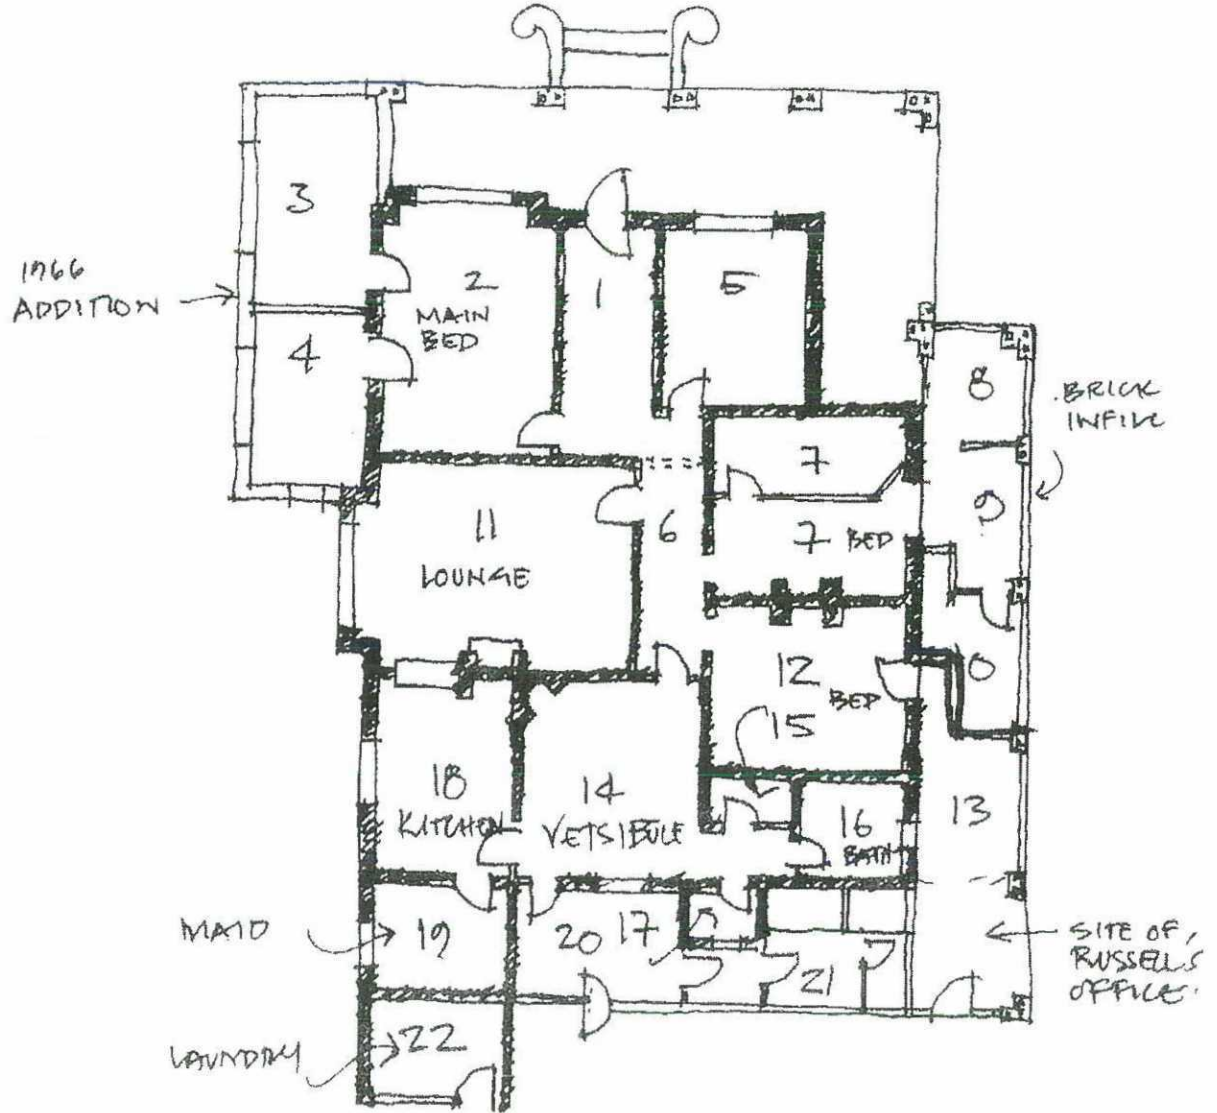 3
1966
ADDITION
2
MAIN
BED
1
5
4
8
BRICK
INFILL
7
9
11
LOUNGE
6
7 BED
12
BED
10
15
18
KITCHEN
14
VETSIBULE
16
BATH
13
MAID
19
20
17
21
SITE OF
RUSSELL'S
OFFICE.
LAUNDRY
22